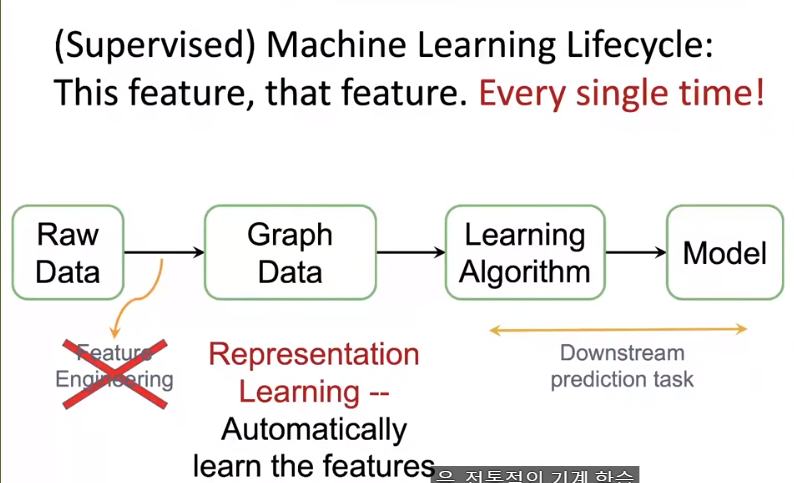 (Supervised) Machine Learning Lifecycle:
This feature, that feature. Every single time!
Raw
Data
Graph
Data
Learning
Algorithm
Model
Feature
Engineering
Representation
Learning --
Automatically
learn the features
Downstream
prediction task
은 전통적인 기계 학습